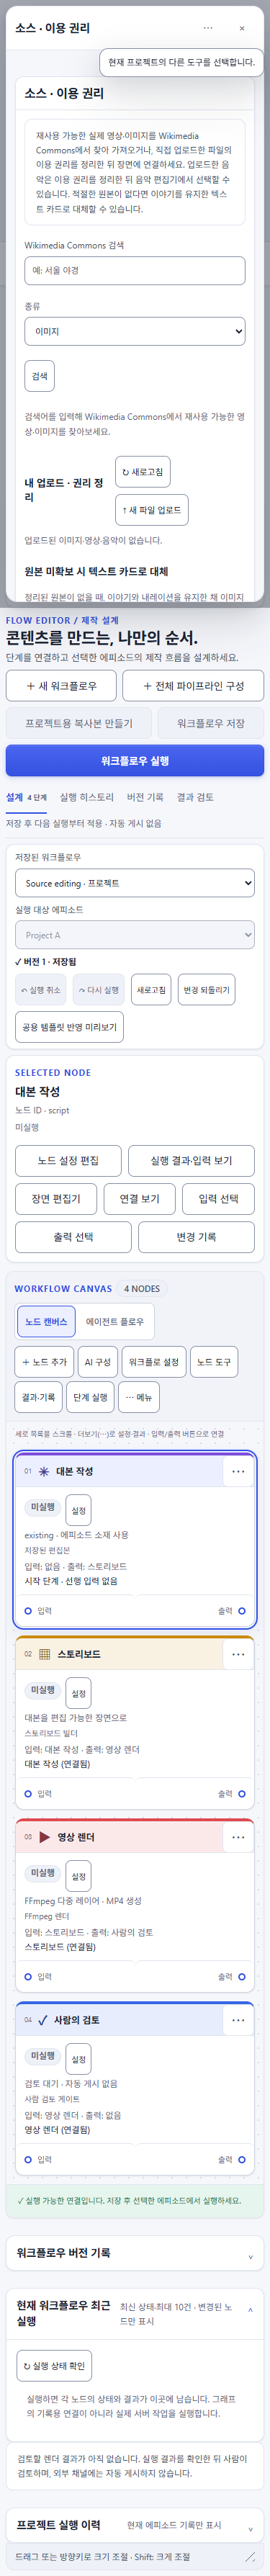 소스 · 이용 권리
현재 프로젝트의 다른 도구를 선택합니다.
소스 · 이용 권리
재사용 가능한 실제 영상·이미지를 Wikimedia
Commons에서 찾아 가져오거나, 직접 업로드한 파일의
이용 권리를 정리한 뒤 장면에 연결하세요. 업로드한 음
악은 이용 권리를 정리한 뒤 음악 편집기에서 선택할 수
있습니다. 적절한 원본이 없다면 이야기를 유지한 채 텍스
트 카드로 대체할 수 있습니다.
Wikimedia Commons 검색
예: 서울 야경
종류
이미지
검색
검색어를 입력해 Wikimedia Commons에서 재사용 가능한 영
상·이미지를 찾아보세요.
내 업로드 · 권리 정
리
↻ 새로고침
↑ 새 파일 업로드
업로드된 이미지·영상·음악이 없습니다.
원본 미확보 시 텍스트 카드로 대체
정리된 원본이 없을 때, 이야기와 내레이션을 유지한 채 이미지
FLOW EDITOR / 제작 설계
콘텐츠를 만드는, 나만의 순서.
단계를 연결하고 선택한 에피소드의 제작 흐름을 설계하세요.
＋ 새 워크플로우
＋ 전체 파이프라인 구성
프로젝트용 복사본 만들기
워크플로우 저장
워크플로우 실행
설계 4 단계 실행 히스토리 버전 기록 결과 검토
저장 후 다음 실행부터 적용 · 자동 게시 없음
저장된 워크플로우
Source editing · 프로젝트
실행 대상 에피소드
Project A
✓ 버전 1 · 저장됨
↶ 실행 취소
↷ 다시 실행
새로고침
변경 되돌리기
공용 템플릿 반영 미리보기
SELECTED NODE
대본 작성
노드 ID · script
미실행
노드 설정 편집
실행 결과·입력 보기
장면 편집기
연결 보기
입력 선택
출력 선택
변경 기록
WORKFLOW CANVAS 4 NODES
노드 캔버스
에이전트 플로우
＋ 노드 추가
AI 구성
워크플로 설정
노드 도구
결과·기록
단계 실행
⋯ 메뉴
세로 목록을 스크롤 · 더보기(⋯)로 설정·결과 · 입력/출력 버튼으로 연결
01 대본 작성
미실행
설정
existing · 에피소드 소재 사용
저장된 편집본
입력: 없음 · 출력: 스토리보드
시작 단계 · 선행 입력 없음
입력 출력
02 스토리보드
미실행
설정
대본을 편집 가능한 장면으로
스토리보드 빌더
입력: 대본 작성 · 출력: 영상 렌더
대본 작성 (연결됨)
입력 출력
03 영상 렌더
미실행
설정
FFmpeg 다중 레이어 · MP4 생성
FFmpeg 렌더
입력: 스토리보드 · 출력: 사람의 검토
스토리보드 (연결됨)
입력 출력
04 사람의 검토
미실행
설정
검토 대기 · 자동 게시 없음
사람 검토 게이트
입력: 영상 렌더 · 출력: 없음
영상 렌더 (연결됨)
입력 출력
✓ 실행 가능한 연결입니다. 저장 후 선택한 에피소드에서 실행하세요.
워크플로우 버전 기록
현재 워크플로우 최근
실행
최신 상태·최대 10건 · 변경된 노
드만 표시
↻ 실행 상태 확인
실행하면 각 노드의 상태와 결과가 이곳에 남습니다. 그래프
의 기록용 연결이 아니라 실제 서버 작업을 실행합니다.
검토할 렌더 결과가 아직 없습니다. 실행 결과를 확인한 뒤 사람이
검토하며, 외부 채널에는 자동 게시하지 않습니다.
프로젝트 실행 이력
현재 에피소드 기록만 표시
드래그 또는 방향키로 크기 조절 · Shift: 크게 조절